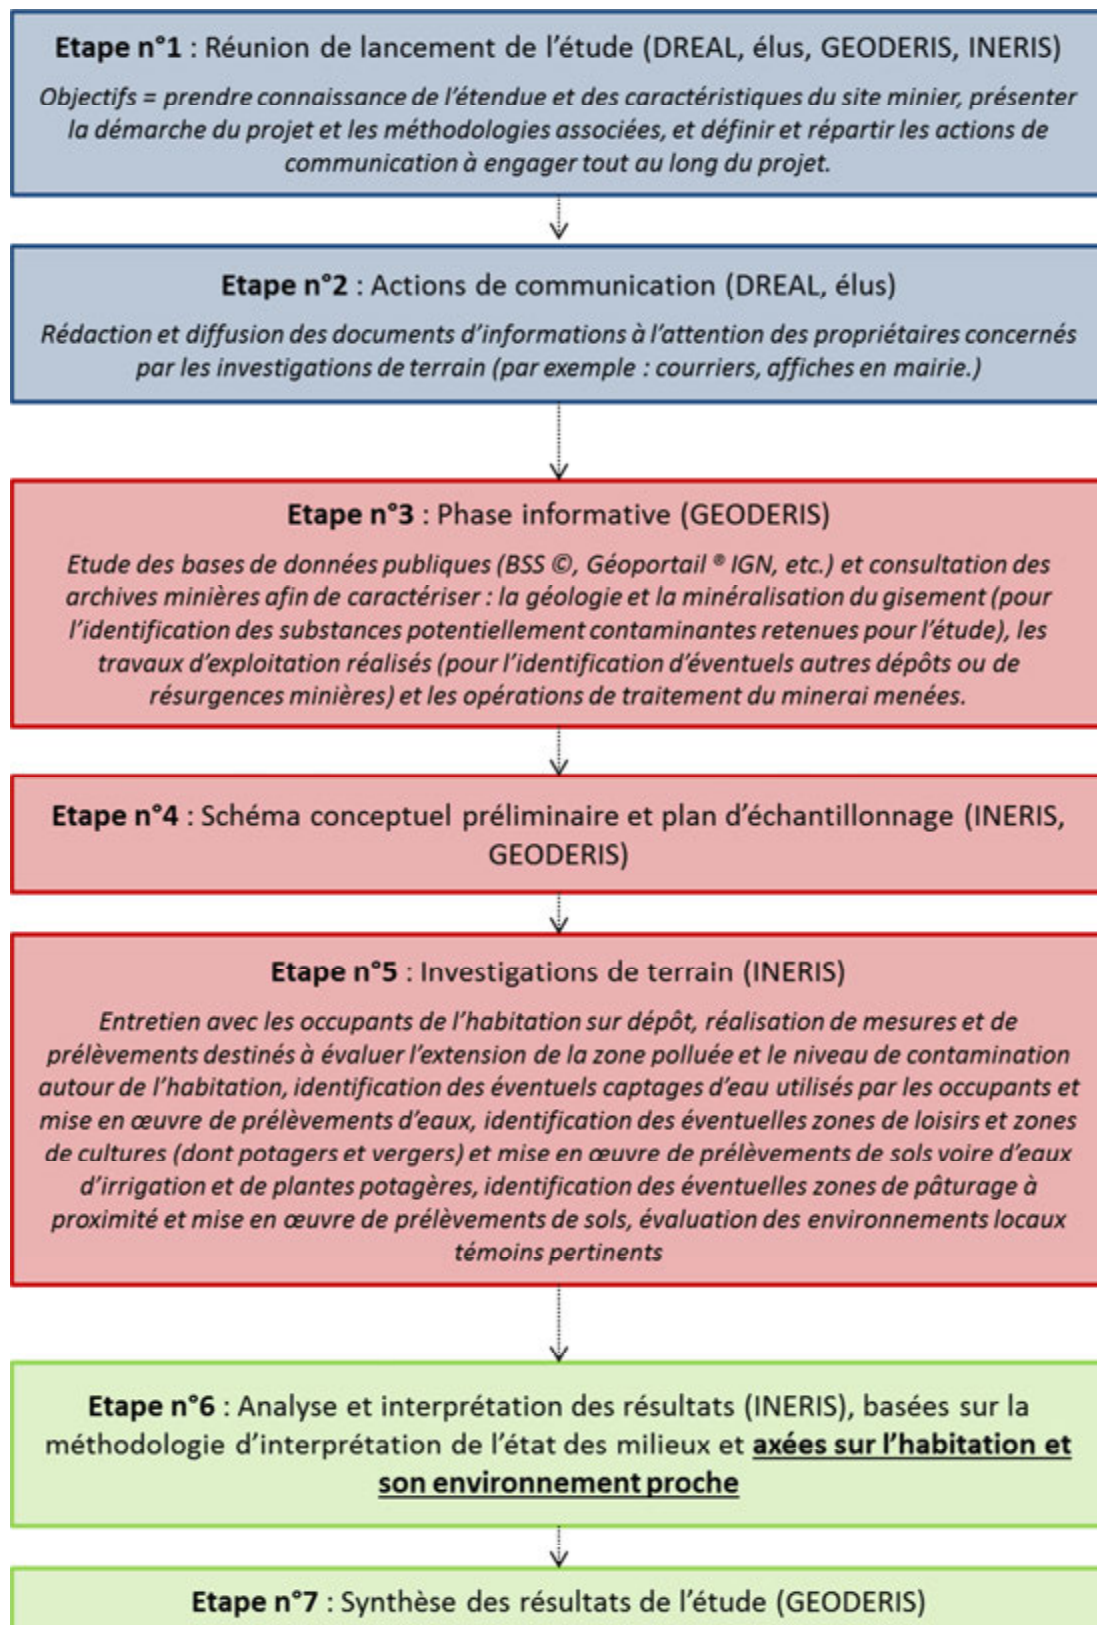 Etape n°1 : Réunion de lancement de l’étude (DREAL, élus, GEODERIS, INERIS)
Objectifs = prendre connaissance de l’étendue et des caractéristiques du site minier, présenter
la démarche du projet et les méthodologies associées, et définir et répartir les actions de
communication à engager tout au long du projet.
Etape n°2 : Actions de communication (DREAL, élus)
Rédaction et diffusion des documents d’informations à l’attention des propriétaires concernés
par les investigations de terrain (par exemple : courriers, affiches en mairie.)
Etape n°3 : Phase informative (GEODERIS)
Etude des bases de données publiques (BSS ©, Géoportail ® IGN, etc.) et consultation des
archives minières afin de caractériser : la géologie et la minéralisation du gisement (pour
l’identification des substances potentiellement contaminantes retenues pour l’étude), les
travaux d’exploitation réalisés (pour l’identification d’éventuels autres dépôts ou de
résurgences minières) et les opérations de traitement du minerai menées.
Etape n°4 : Schéma conceptuel préliminaire et plan d’échantillonnage (INERIS,
GEODERIS)
Etape n°5 : Investigations de terrain (INERIS)
Entretien avec les occupants de l’habitation sur dépôt, réalisation de mesures et de
prélèvements destinés à évaluer l’extension de la zone polluée et le niveau de contamination
autour de l’habitation, identification des éventuels captages d’eau utilisés par les occupants et
mise en œuvre de prélèvements d’eaux, identification des éventuelles zones de loisirs et zones
de cultures (dont potagers et vergers) et mise en œuvre de prélèvements de sols voire d’eaux
d’irrigation et de plantes potagères, identification des éventuelles zones de pâturage à
proximité et mise en œuvre de prélèvements de sols, évaluation des environnements locaux
témoins pertinents
Etape n°6 : Analyse et interprétation des résultats (INERIS), basées sur la
méthodologie d’interprétation de l’état des milieux et axées sur l’habitation et
son environnement proche
Etape n°7 : Synthèse des résultats de l’étude (GEODERIS)